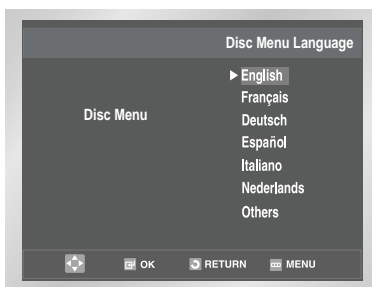 Disc Menu Language
Disc Menu
English
Français
Deutsch
Español
Italiano
Nederlands
Others
OK RETURN MENU